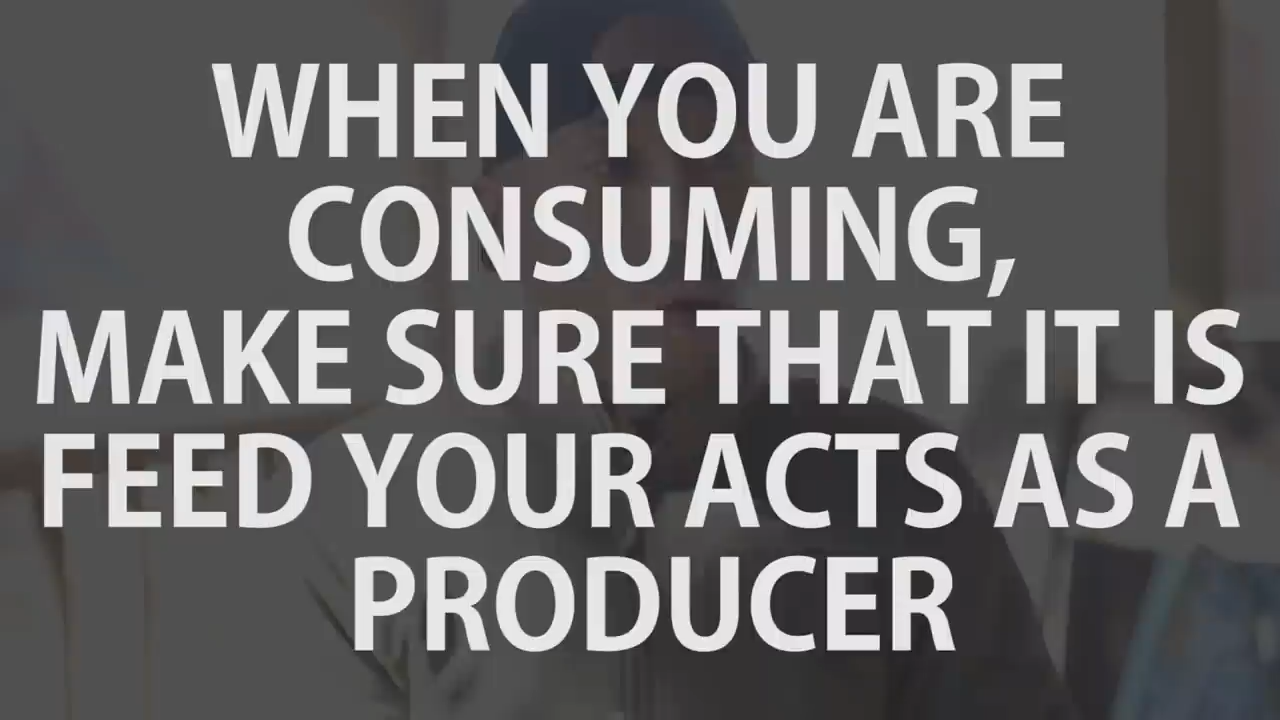 WHEN YOU ARE
CONSUMING,
MAKE SURE THAT IT IS
FEED YOUR ACTS AS A
PRODUCER